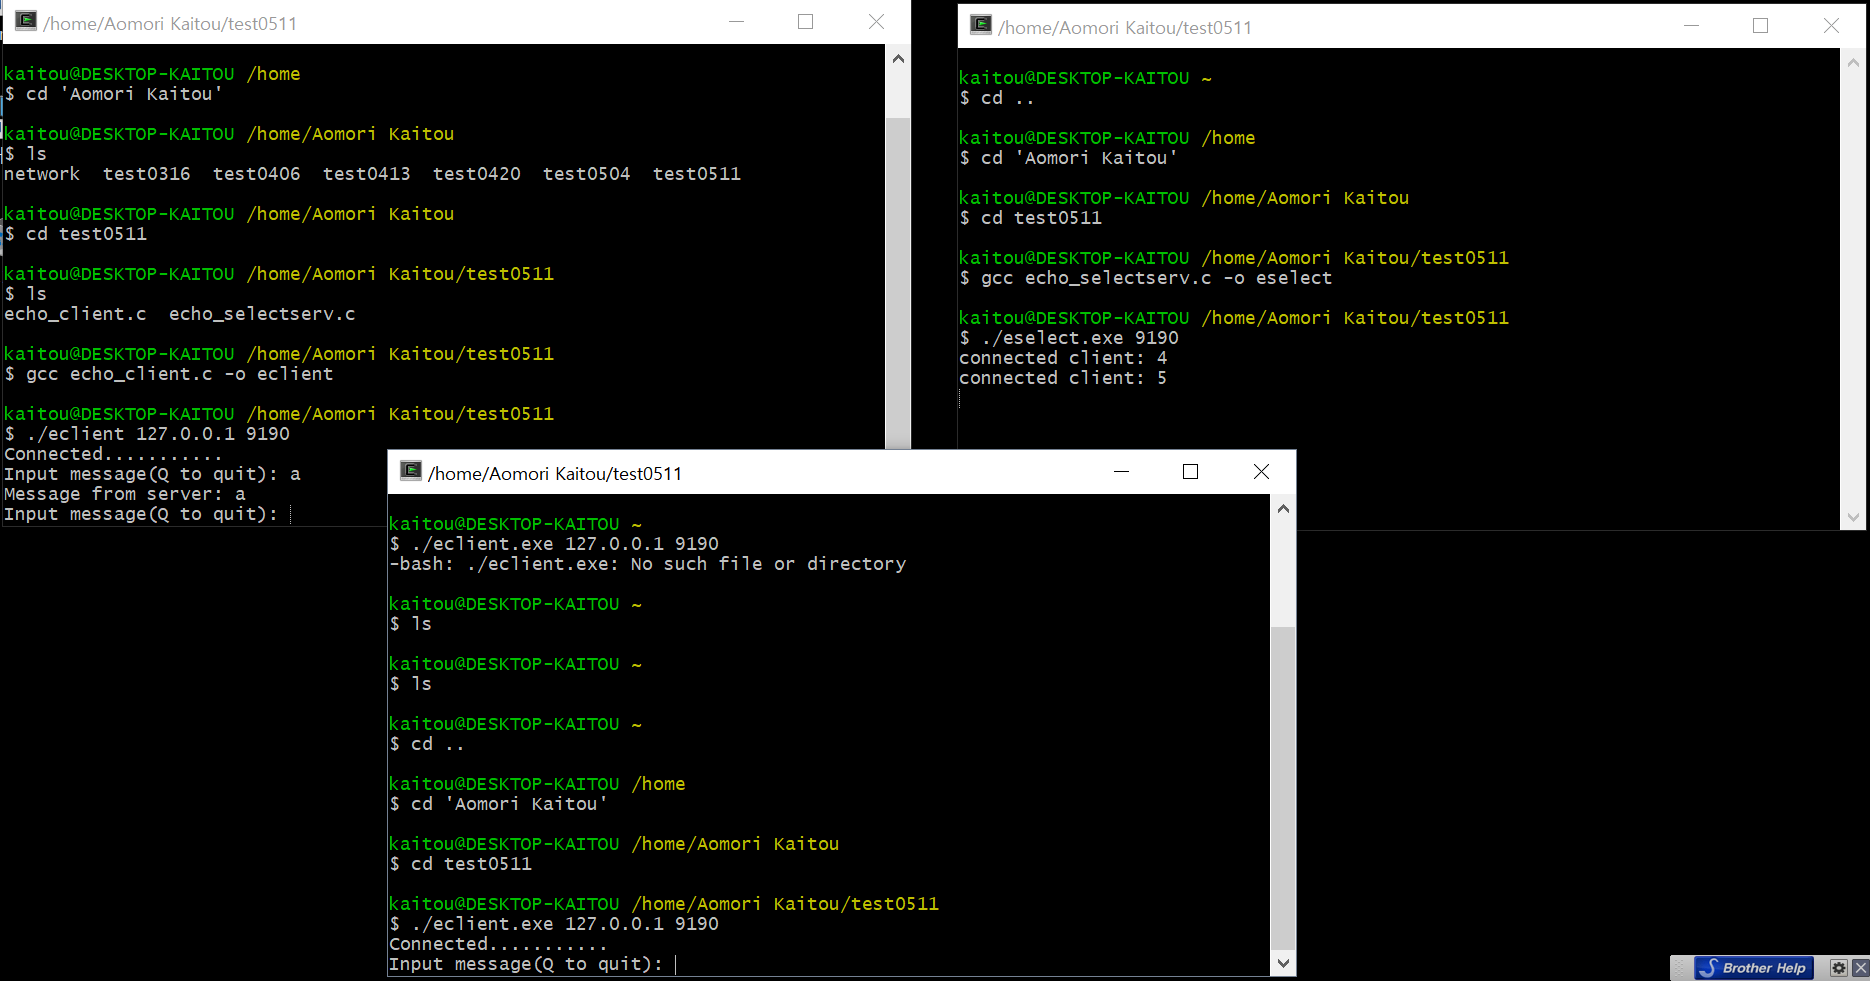 /home/Aomori Kaitou/test0511
kaitou@DESKTOP-KAITOU /home
$ cd 'Aomori Kaitou'
kaitou@DESKTOP-KAITOU /home/Aomori Kaitou
$ ls
network  test0316  test0406  test0413  test0420  test0504  test0511
kaitou@DESKTOP-KAITOU /home/Aomori Kaitou
$ cd test0511
kaitou@DESKTOP-KAITOU /home/Aomori Kaitou/test0511
$ ls
echo_client.c  echo_selectserv.c
kaitou@DESKTOP-KAITOU /home/Aomori Kaitou/test0511
$ gcc echo_client.c -o eclient
kaitou@DESKTOP-KAITOU /home/Aomori Kaitou/test0511
$ ./eclient 127.0.0.1 9190
Connected...........
Input message(Q to quit): a
Message from server: a
Input message(Q to quit):
/home/Aomori Kaitou/test0511
kaitou@DESKTOP-KAITOU ~
$ cd ..
kaitou@DESKTOP-KAITOU /home
$ cd 'Aomori Kaitou'
kaitou@DESKTOP-KAITOU /home/Aomori Kaitou
$ cd test0511
kaitou@DESKTOP-KAITOU /home/Aomori Kaitou/test0511
$ gcc echo_selectserv.c -o eselect
kaitou@DESKTOP-KAITOU /home/Aomori Kaitou/test0511
$ ./eselect.exe 9190
connected client: 4
connected client: 5
/home/Aomori Kaitou/test0511
kaitou@DESKTOP-KAITOU ~
$ ./eclient.exe 127.0.0.1 9190
-bash: ./eclient.exe: No such file or directory
kaitou@DESKTOP-KAITOU ~
$ ls
kaitou@DESKTOP-KAITOU ~
$ ls
kaitou@DESKTOP-KAITOU ~
$ cd ..
kaitou@DESKTOP-KAITOU /home
$ cd 'Aomori Kaitou'
kaitou@DESKTOP-KAITOU /home/Aomori Kaitou
$ cd test0511
kaitou@DESKTOP-KAITOU /home/Aomori Kaitou/test0511
$ ./eclient.exe 127.0.0.1 9190
Connected...........
Input message(Q to quit):
Brother Help